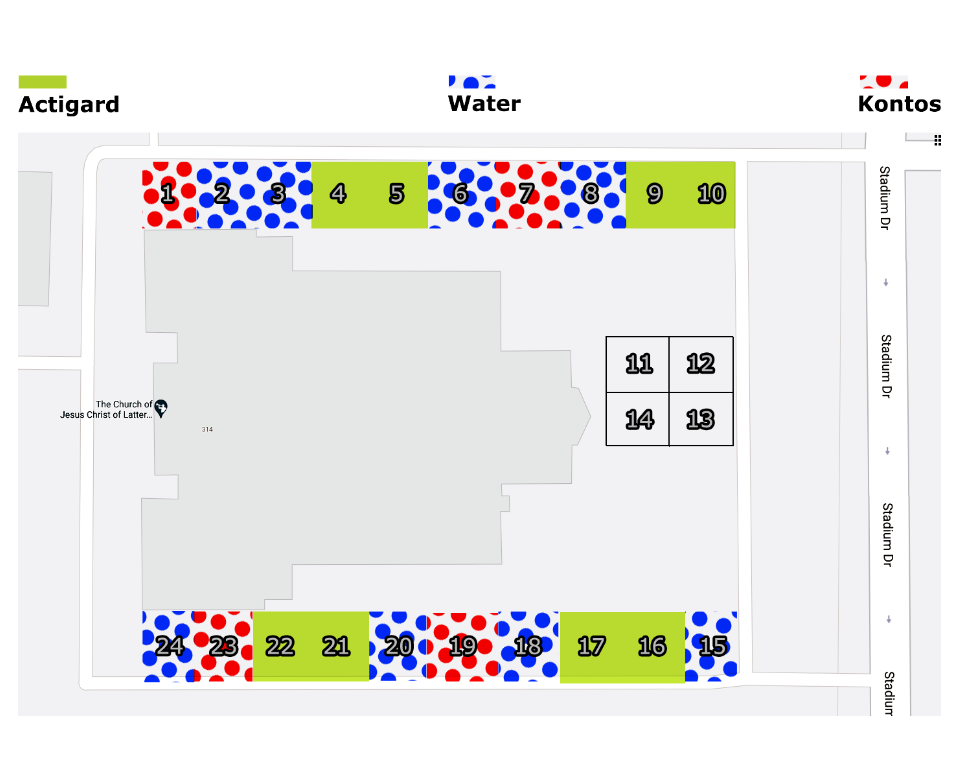 Actigard
Water
Kontos
1 2 3 4 5 6 7 8 9 10
Stadium Dr
11 12
Stadium Dr
The Church of
Jesus Christ of Latter...
314
14 13
Stadium Dr
24 23 22 21 20 19 18 17 16 15
Stadium